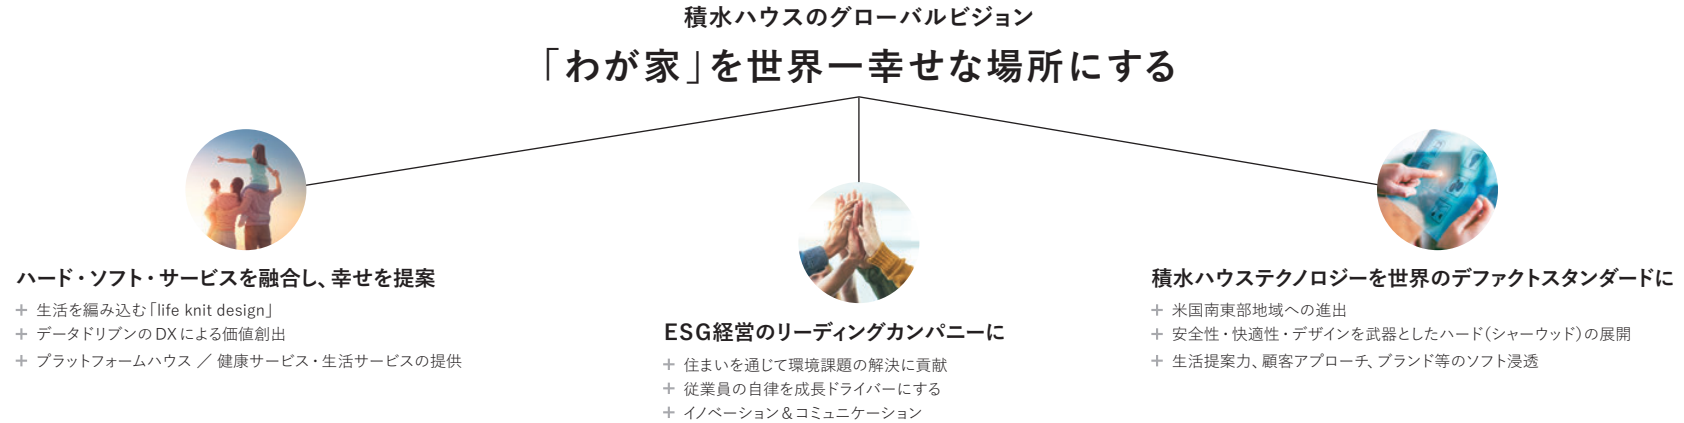 積水ハウスのグローバルビジョン
「わが家」を世界一幸せな場所にする
ハード・ソフト・サービスを融合し、幸せを提案
+ 生活を編み込む「life knit design」
+ データドリブンのDXによる価値創出
+ プラットフォームハウス ／ 健康サービス・生活サービスの提供
ESG経営のリーディングカンパニーに
+ 住まいを通じて環境課題の解決に貢献
+ 従業員の自律を成長ドライバーにする
+ イノベーション＆コミュニケーション
積水ハウステクノロジーを世界のデファクトスタンダードに
+ 米国南東部地域への進出
+ 安全性・快適性・デザインを武器としたハード（シャーウッド）の展開
+ 生活提案力、顧客アプローチ、ブランド等のソフト浸透